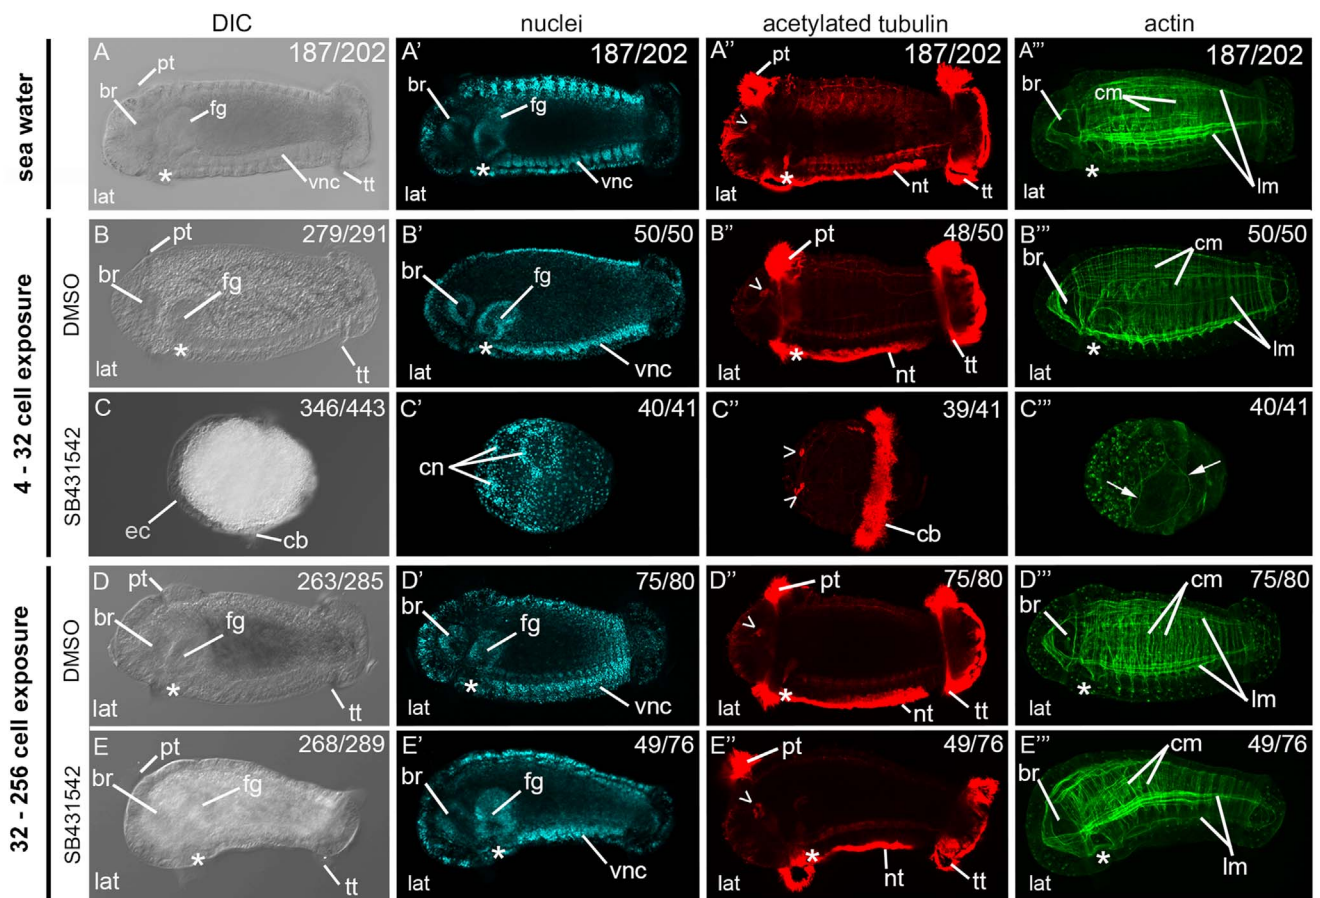 DIC nuclei acetylated tubulin actin
sea water
A 187/202 pt br fg * vnc tt lat
A' 187/202 br fg * vnc
A'' 187/202 pt > * nt tt
A''' 187/202 br cm * lm
4 - 32 cell exposure
DMSO
B 279/291 pt br fg * tt lat
B' 50/50 br fg * vnc lat
B'' 48/50 pt > * nt tt lat
B''' 50/50 br cm * lm lat
SB431542
C 346/443 ec cb
C' 40/41 cn
C'' 39/41 > > cb
C''' 40/41
32 - 256 cell exposure
DMSO
D 263/285 pt br fg * tt lat
D' 75/80 br fg * vnc lat
D'' 75/80 pt > * nt tt lat
D''' 75/80 br cm * lm lat
SB431542
E 268/289 pt br fg * tt lat
E' 49/76 br fg * vnc lat
E'' 49/76 pt > * nt tt lat
E''' 49/76 br cm * lm lat